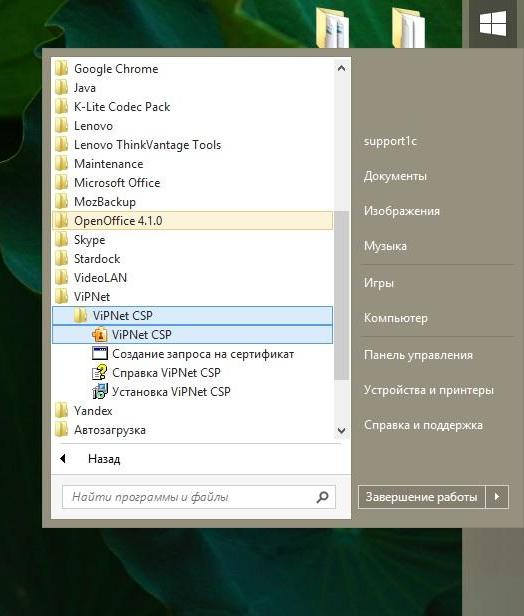 Google Chrome
Java
K-Lite Codec Pack
Lenovo
Lenovo ThinkVantage Tools
Maintenance
Microsoft Office
MozBackup
OpenOffice 4.1.0
Skype
Stardock
VideoLAN
ViPNet
ViPNet CSP
ViPNet CSP
Создание запроса на сертификат
Справка ViPNet CSP
Установка ViPNet CSP
Yandex
Автозагрузка
Назад
Найти программы и файлы
support1c
Документы
Изображения
Музыка
Игры
Компьютер
Панель управления
Устройства и принтеры
Справка и поддержка
Завершение работы